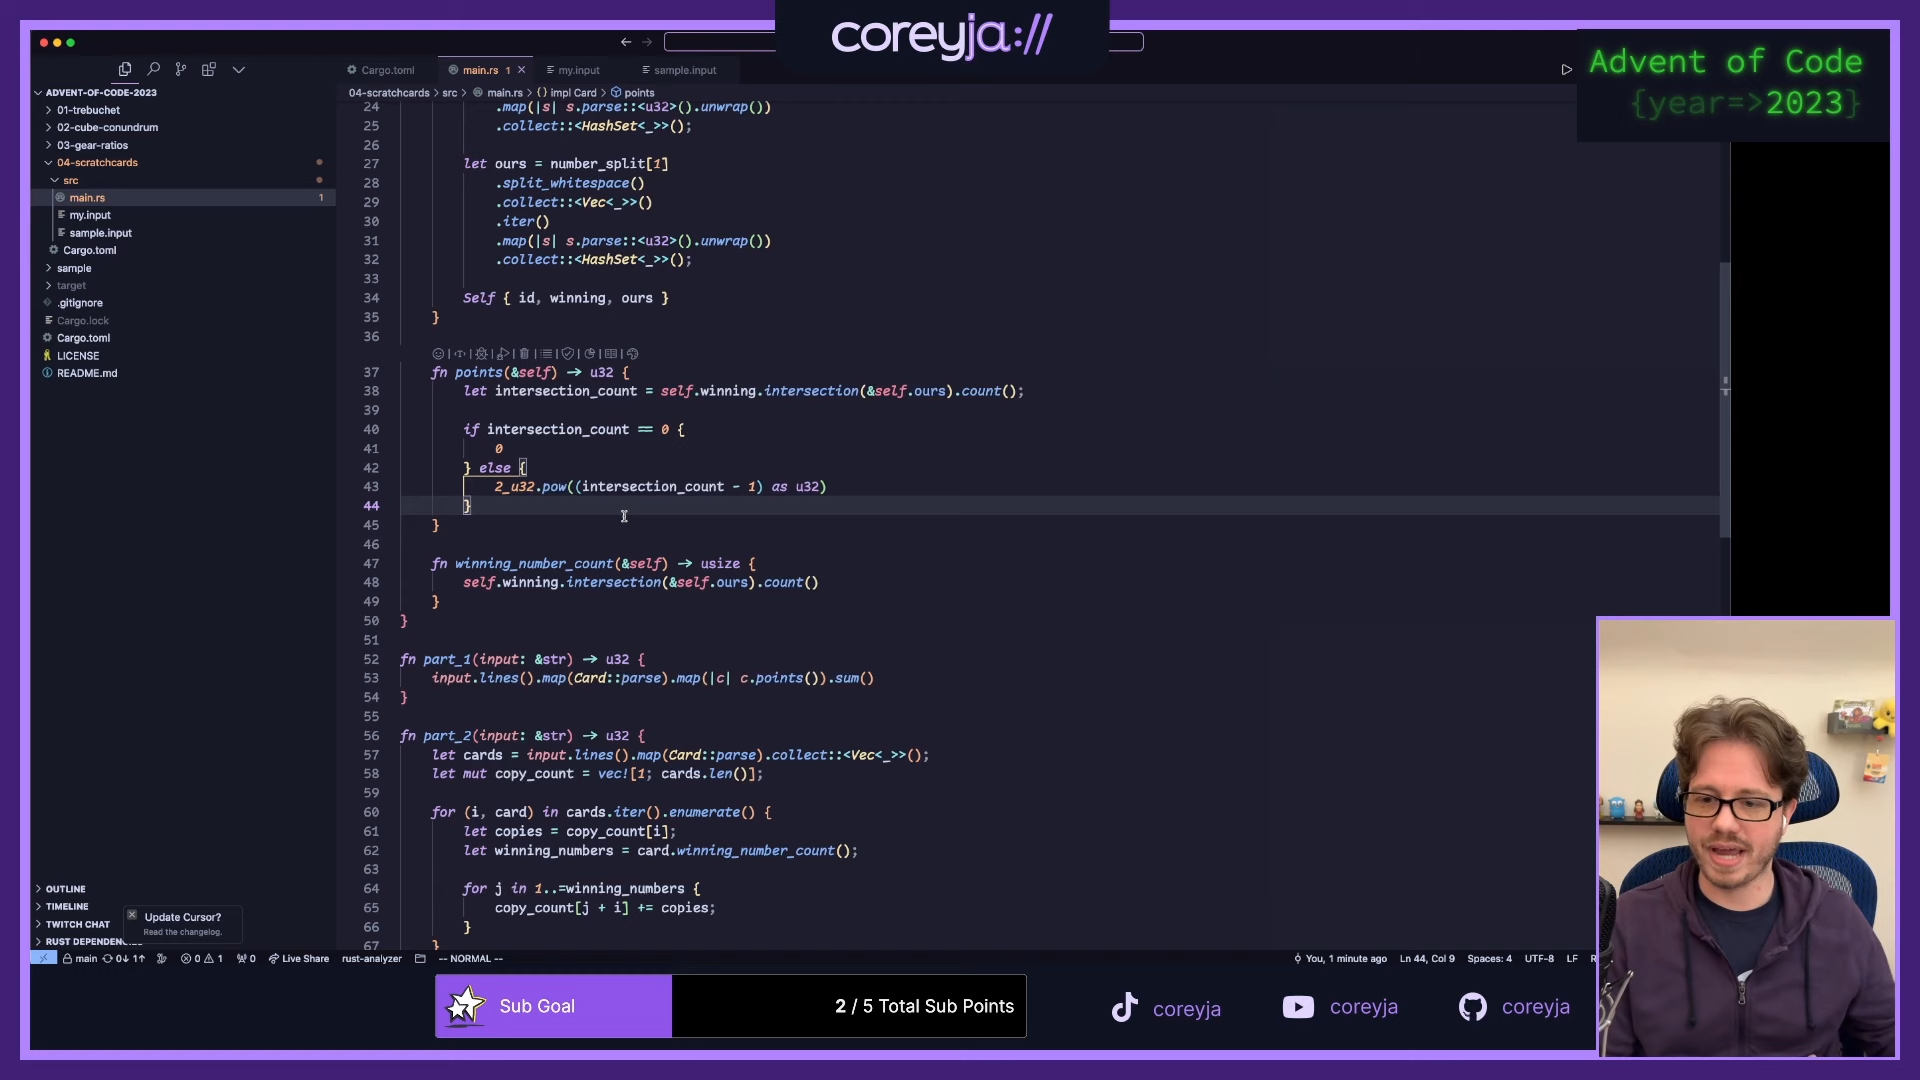 coreyja://
Advent of Code
{year=>2023}
Cargo.toml
main.rs 1
my.input
sample.input
04-scratchcards > src > main.rs > {} impl Card > points
ADVENT-OF-CODE-2023
01-trebuchet
02-cube-conundrum
03-gear-ratios
04-scratchcards
src
main.rs 1
my.input
sample.input
Cargo.toml
sample
target
.gitignore
Cargo.lock
Cargo.toml
LICENSE
README.md
OUTLINE
TIMELINE
TWITCH CHAT
Update Cursor?
Read the changelog.
24 .map(|s| s.parse::<u32>().unwrap())
25 .collect::<HashSet<_>>();
26
27 let ours = number_split[1]
28 .split_whitespace()
29 .collect::<Vec<_>>()
30 .iter()
31 .map(|s| s.parse::<u32>().unwrap())
32 .collect::<HashSet<_>>();
33
34 Self { id, winning, ours }
35 }
36
37 fn points(&self) -> u32 {
38 let intersection_count = self.winning.intersection(&self.ours).count();
39
40 if intersection_count == 0 {
41 0
42 } else {
43 2_u32.pow((intersection_count - 1) as u32)
44 }
45 }
46
47 fn winning_number_count(&self) -> usize {
48 self.winning.intersection(&self.ours).count()
49 }
50 }
51
52 fn part_1(input: &str) -> u32 {
53 input.lines().map(Card::parse).map(|c| c.points()).sum()
54 }
55
56 fn part_2(input: &str) -> u32 {
57 let cards = input.lines().map(Card::parse).collect::<Vec<_>>();
58 let mut copy_count = vec![1; cards.len()];
59
60 for (i, card) in cards.iter().enumerate() {
61 let copies = copy_count[i];
62 let winning_numbers = card.winning_number_count();
63
64 for j in 1..=winning_numbers {
65 copy_count[j + i] += copies;
66 }
67 }
main 0↓ 1↑ 0 1 0 Live Share rust-analyzer -- NORMAL -- You, 1 minute ago Ln 44, Col 9 Spaces: 4 UTF-8 LF
Sub Goal
2 / 5 Total Sub Points
coreyja
coreyja
coreyja